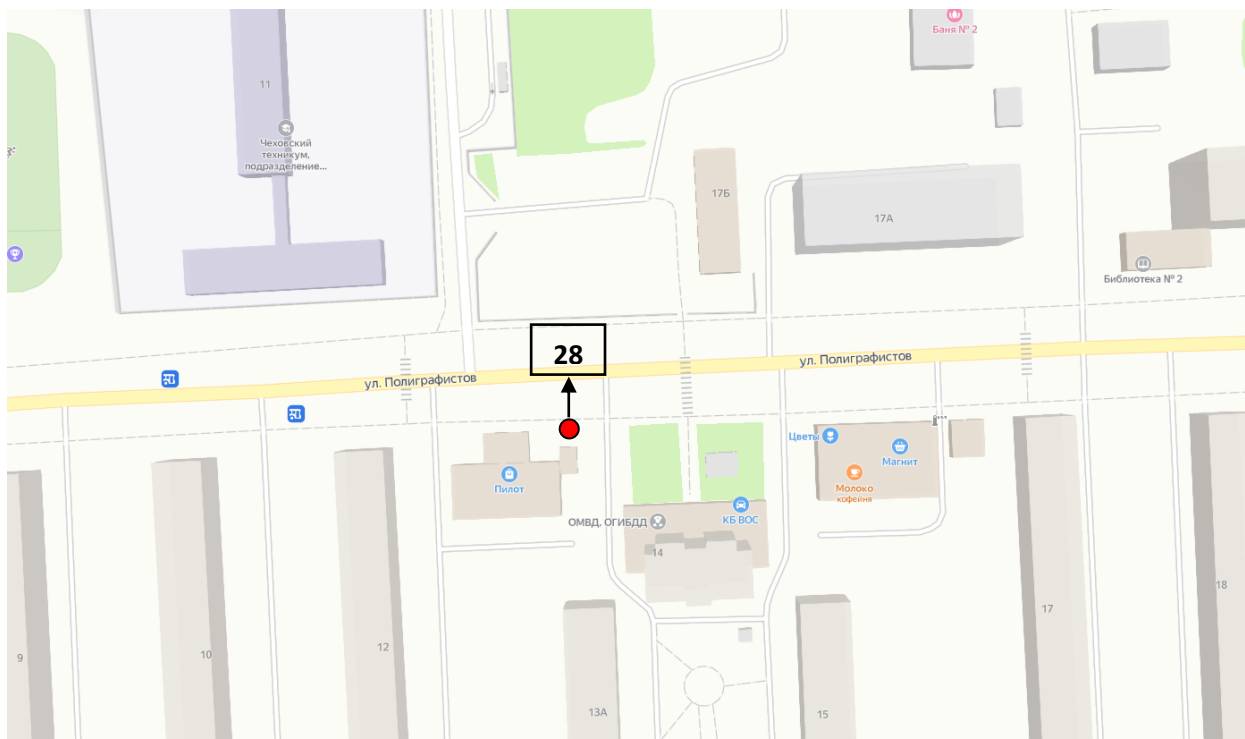 Баня № 2
11
Чеховский
техникум,
подразделение...
17Б
17А
Библиотека № 2
28
ул. Полиграфистов
ул. Полиграфистов
Цветы
Магнит
Пилот
Молоко
кофейня
ОМВД, ОГИБДД
КБ ВОС
14
18
17
12
10
9
13А
15